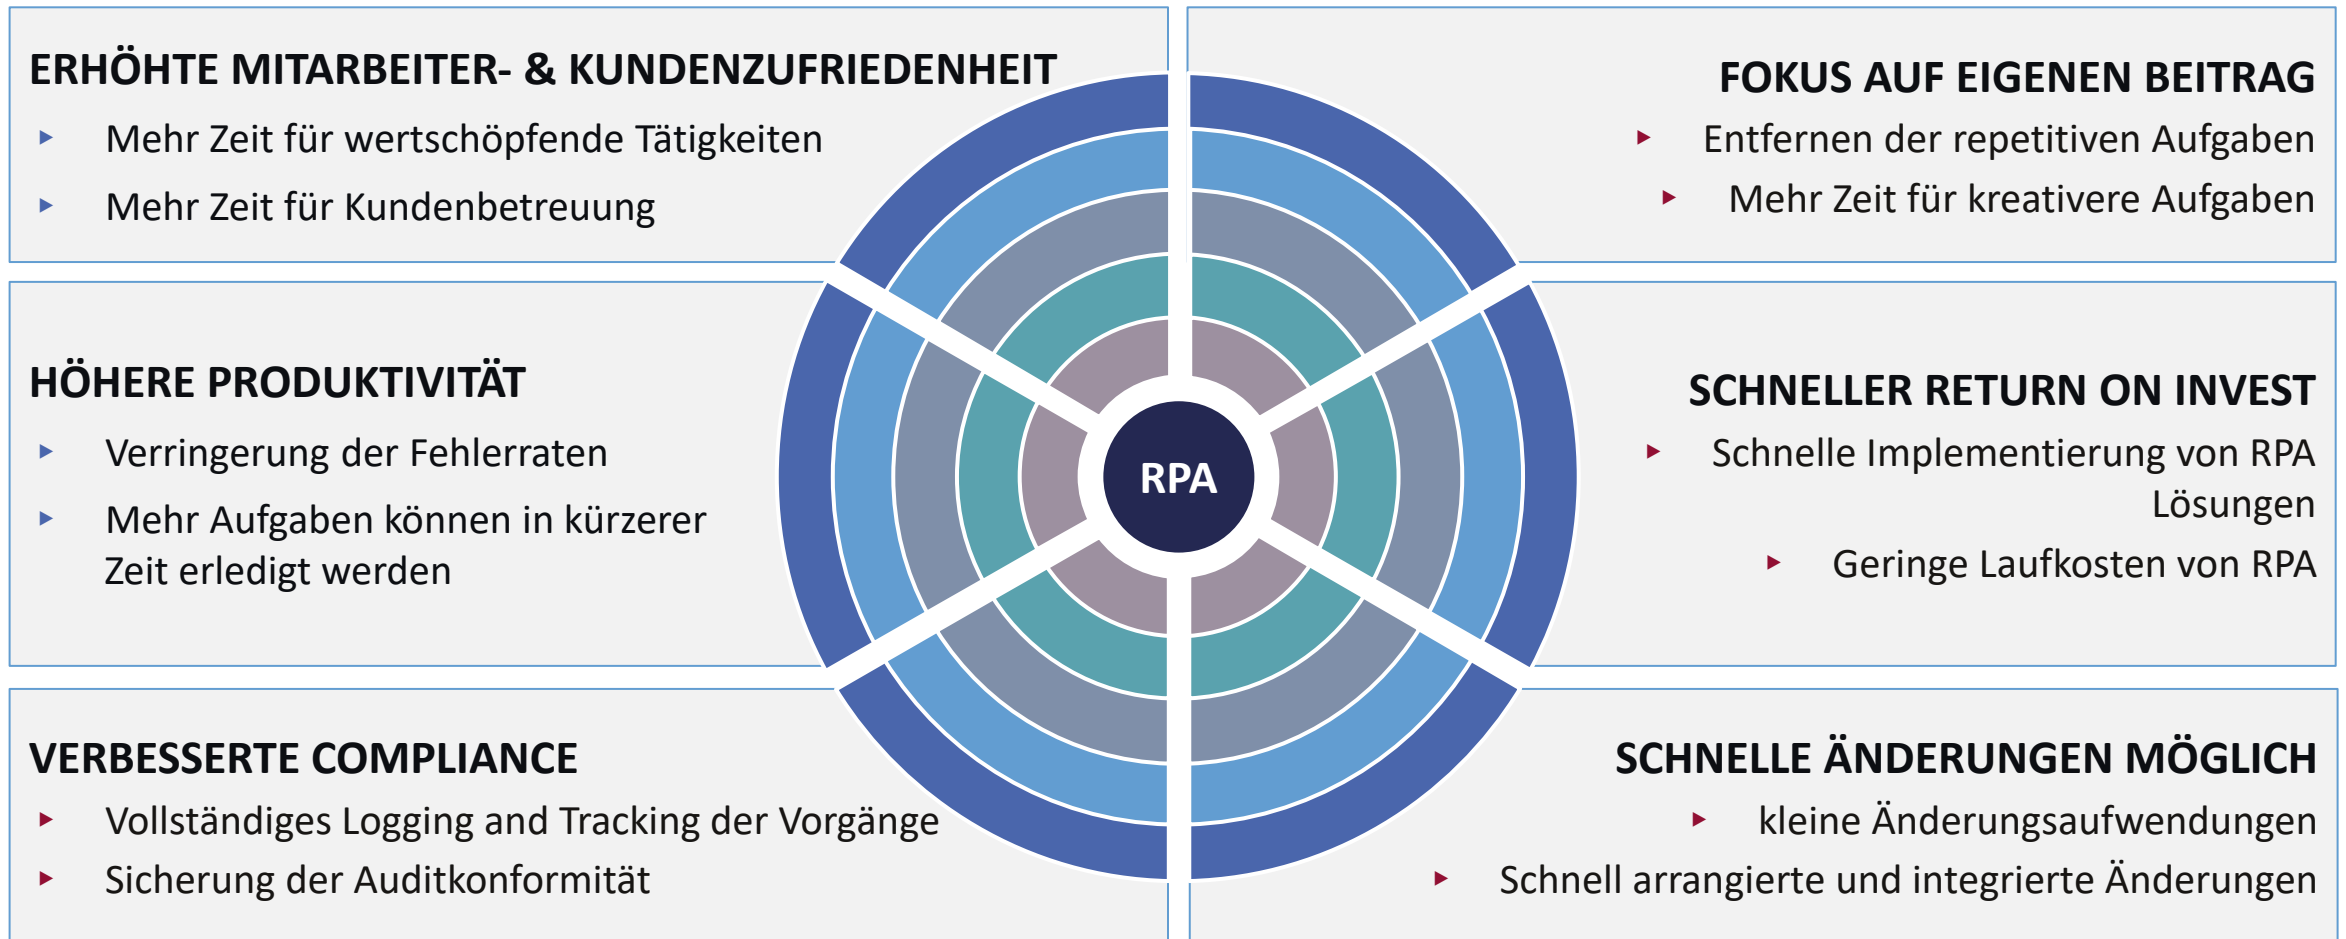 ERHÖHTE MITARBEITER- & KUNDENZUFRIEDENHEIT
Mehr Zeit für wertschöpfende Tätigkeiten
Mehr Zeit für Kundenbetreuung
FOKUS AUF EIGENEN BEITRAG
Entfernen der repetitiven Aufgaben
Mehr Zeit für kreativere Aufgaben
HÖHERE PRODUKTIVITÄT
Verringerung der Fehlerraten
Mehr Aufgaben können in kürzerer
Zeit erledigt werden
RPA
SCHNELLER RETURN ON INVEST
Schnelle Implementierung von RPA
Lösungen
Geringe Laufkosten von RPA
VERBESSERTE COMPLIANCE
Vollständiges Logging and Tracking der Vorgänge
Sicherung der Auditkonformität
SCHNELLE ÄNDERUNGEN MÖGLICH
kleine Änderungsaufwendungen
Schnell arrangierte und integrierte Änderungen